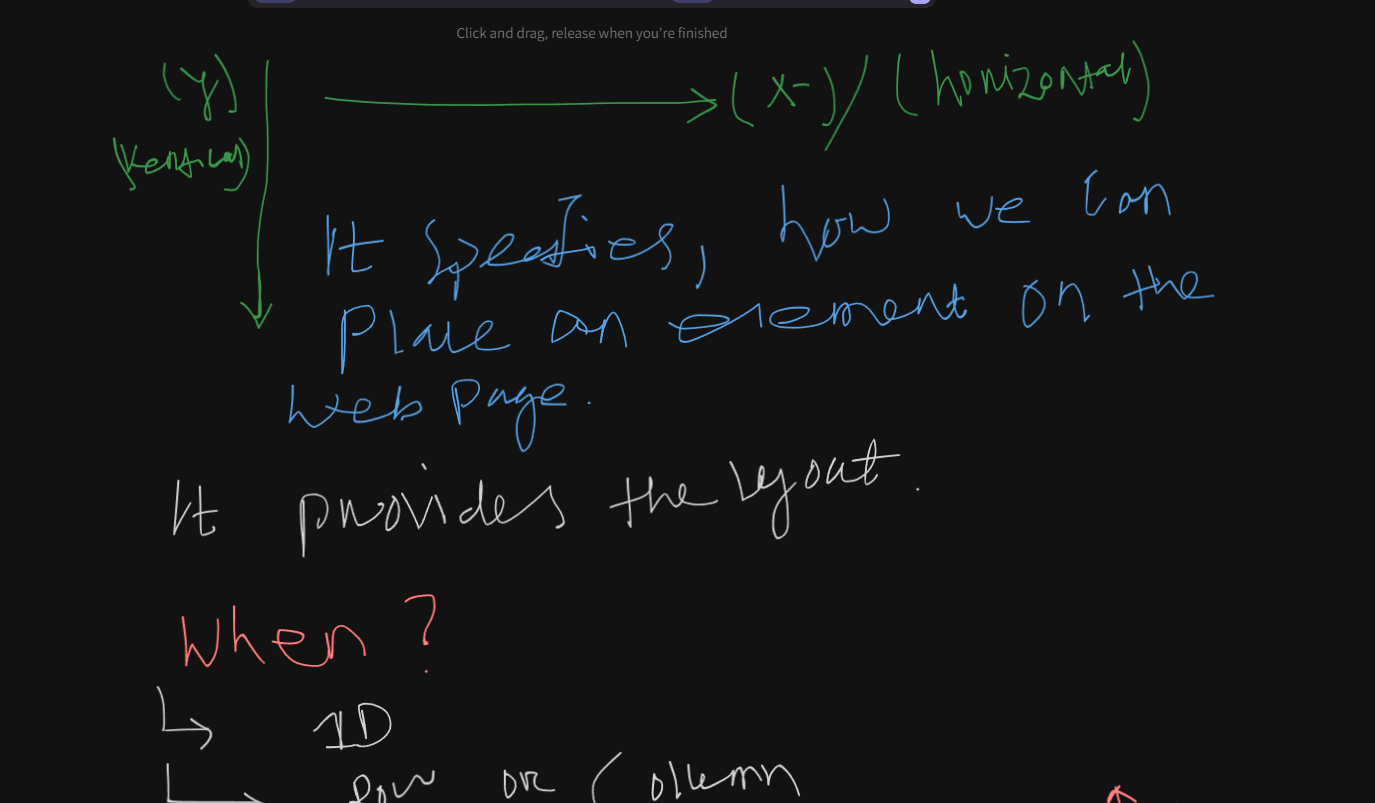 Click and drag, release when you're finished
(Y) (X-) / (horizontal)
(Vertical)
It Specifies, how we can
place an element on the
web page.
It provides the layout.
When?
1D
Row or Column